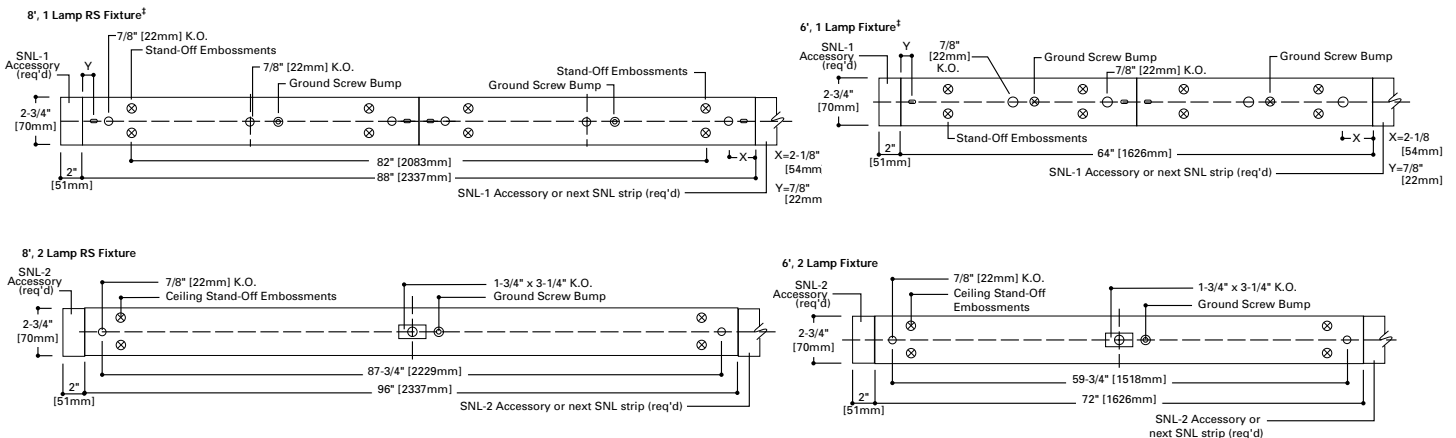 8', 1 Lamp RS Fixture‡
7/8" [22mm] K.O.
Stand-Off Embossments
SNL-1
Accessory
(req'd)
Y
7/8" [22mm] K.O.
Ground Screw Bump
Stand-Off Embossments
Ground Screw Bump
2-3/4"
[70mm]
X
82" [2083mm]
2"
[51mm]
88" [2337mm]
X=2-1/8"
[54mm
SNL-1 Accessory or next SNL strip (req'd)
Y=7/8"
[22mm
6', 1 Lamp Fixture‡
SNL-1
Accessory
(req'd)
Y
7/8"
[22mm]
K.O.
Ground Screw Bump
7/8" [22mm] K.O.
Ground Screw Bump
2-3/4"
[70mm]
Stand-Off Embossments
X
2"
[51mm]
64" [1626mm]
X=2-1/8
[54mm
SNL-1 Accessory or next SNL strip (req'd)
Y=7/8"
[22mm
8', 2 Lamp RS Fixture
SNL-2
Accessory
(req'd)
7/8" [22mm] K.O.
Ceiling Stand-Off Embossments
1-3/4" x 3-1/4" K.O.
Ground Screw Bump
2-3/4"
[70mm]
87-3/4" [2229mm]
2"
[51mm]
96" [2337mm]
SNL-2 Accessory or next SNL strip (req'd)
6', 2 Lamp Fixture
SNL-2
Accessory
(req'd)
7/8" [22mm] K.O.
Ceiling Stand-Off
Embossments
1-3/4" x 3-1/4" K.O.
Ground Screw Bump
2-3/4"
[70mm]
59-3/4" [1518mm]
2"
[51mm]
72" [1626mm]
SNL-2 Accessory or
next SNL strip (req'd)